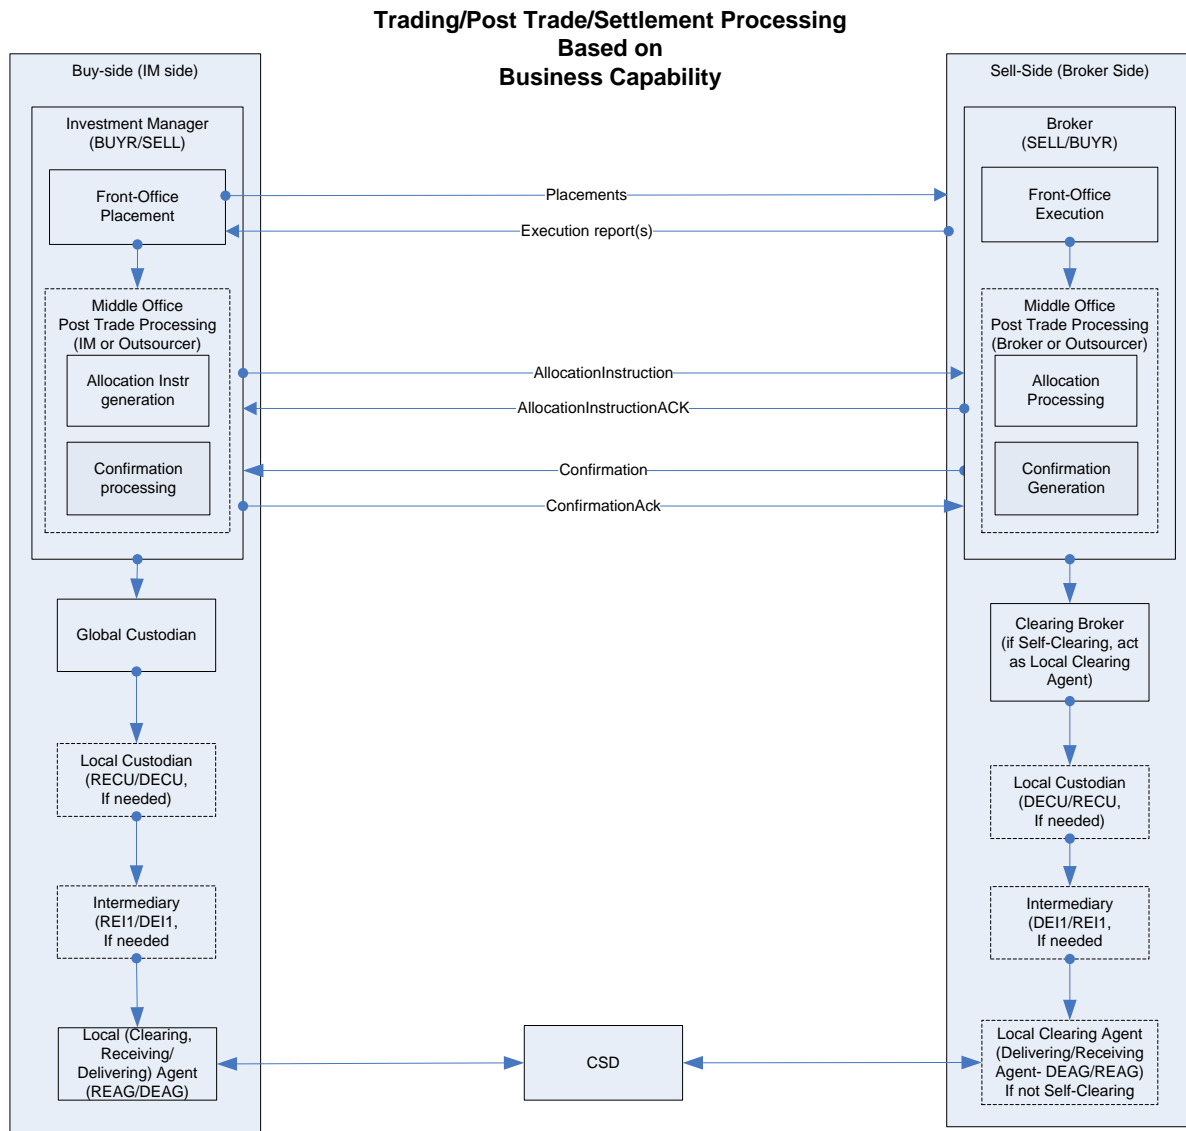 Trading/Post Trade/Settlement Processing
Based on
Business Capability
Buy-side (IM side)
Investment Manager
(BUYR/SELL)
Front-Office
Placement
Middle Office
Post Trade Processing
(IM or Outsourcer)
Allocation Instr
generation
Confirmation
processing
Global Custodian
Local Custodian
(RECU/DECU,
If needed)
Intermediary
(REI1/DEI1,
If needed
Local (Clearing,
Receiving/
Delivering) Agent
(REAG/DEAG)
Placements
Execution report(s)
AllocationInstruction
AllocationInstructionACK
Confirmation
ConfirmationAck
CSD
Sell-Side (Broker Side)
Broker
(SELL/BUYR)
Front-Office
Execution
Middle Office
Post Trade Processing
(Broker or Outsourcer)
Allocation
Processing
Confirmation
Generation
Clearing Broker
(if Self-Clearing, act
as Local Clearing
Agent)
Local Custodian
(DECU/RECU,
If needed)
Intermediary
(DEI1/REI1,
If needed
Local Clearing Agent
(Delivering/Receiving
Agent- DEAG/REAG)
If not Self-Clearing